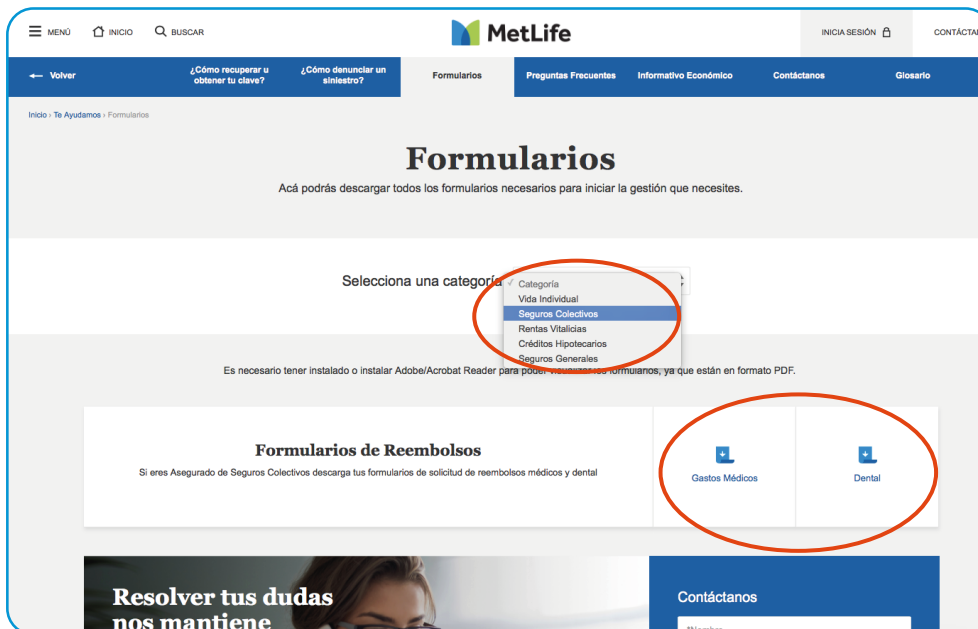 MENÚ
INICIO
BUSCAR
MetLife
INICIA SESIÓN
CONTÁCTA
Volver
¿Cómo recuperar u
obtener tu clave?
¿Cómo denunciar un
siniestro?
Formularios
Preguntas Frecuentes
Informativo Económico
Contáctanos
Glosario
Inicio › Te Ayudamos › Formularios
Formularios
Acá podrás descargar todos los formularios necesarios para iniciar la gestión que necesites.
Selecciona una categoría
Categoría
Vida Individual
Seguros Colectivos
Rentas Vitalicias
Créditos Hipotecarios
Seguros Generales
Es necesario tener instalado o instalar Adobe/Acrobat Reader para poder visualizar los formularios, ya que están en formato PDF.
Formularios de Reembolsos
Si eres Asegurado de Seguros Colectivos descarga tus formularios de solicitud de reembolsos médicos y dental
Gastos Médicos
Dental
Resolver tus dudas
nos mantiene
Contáctanos
*Nombre